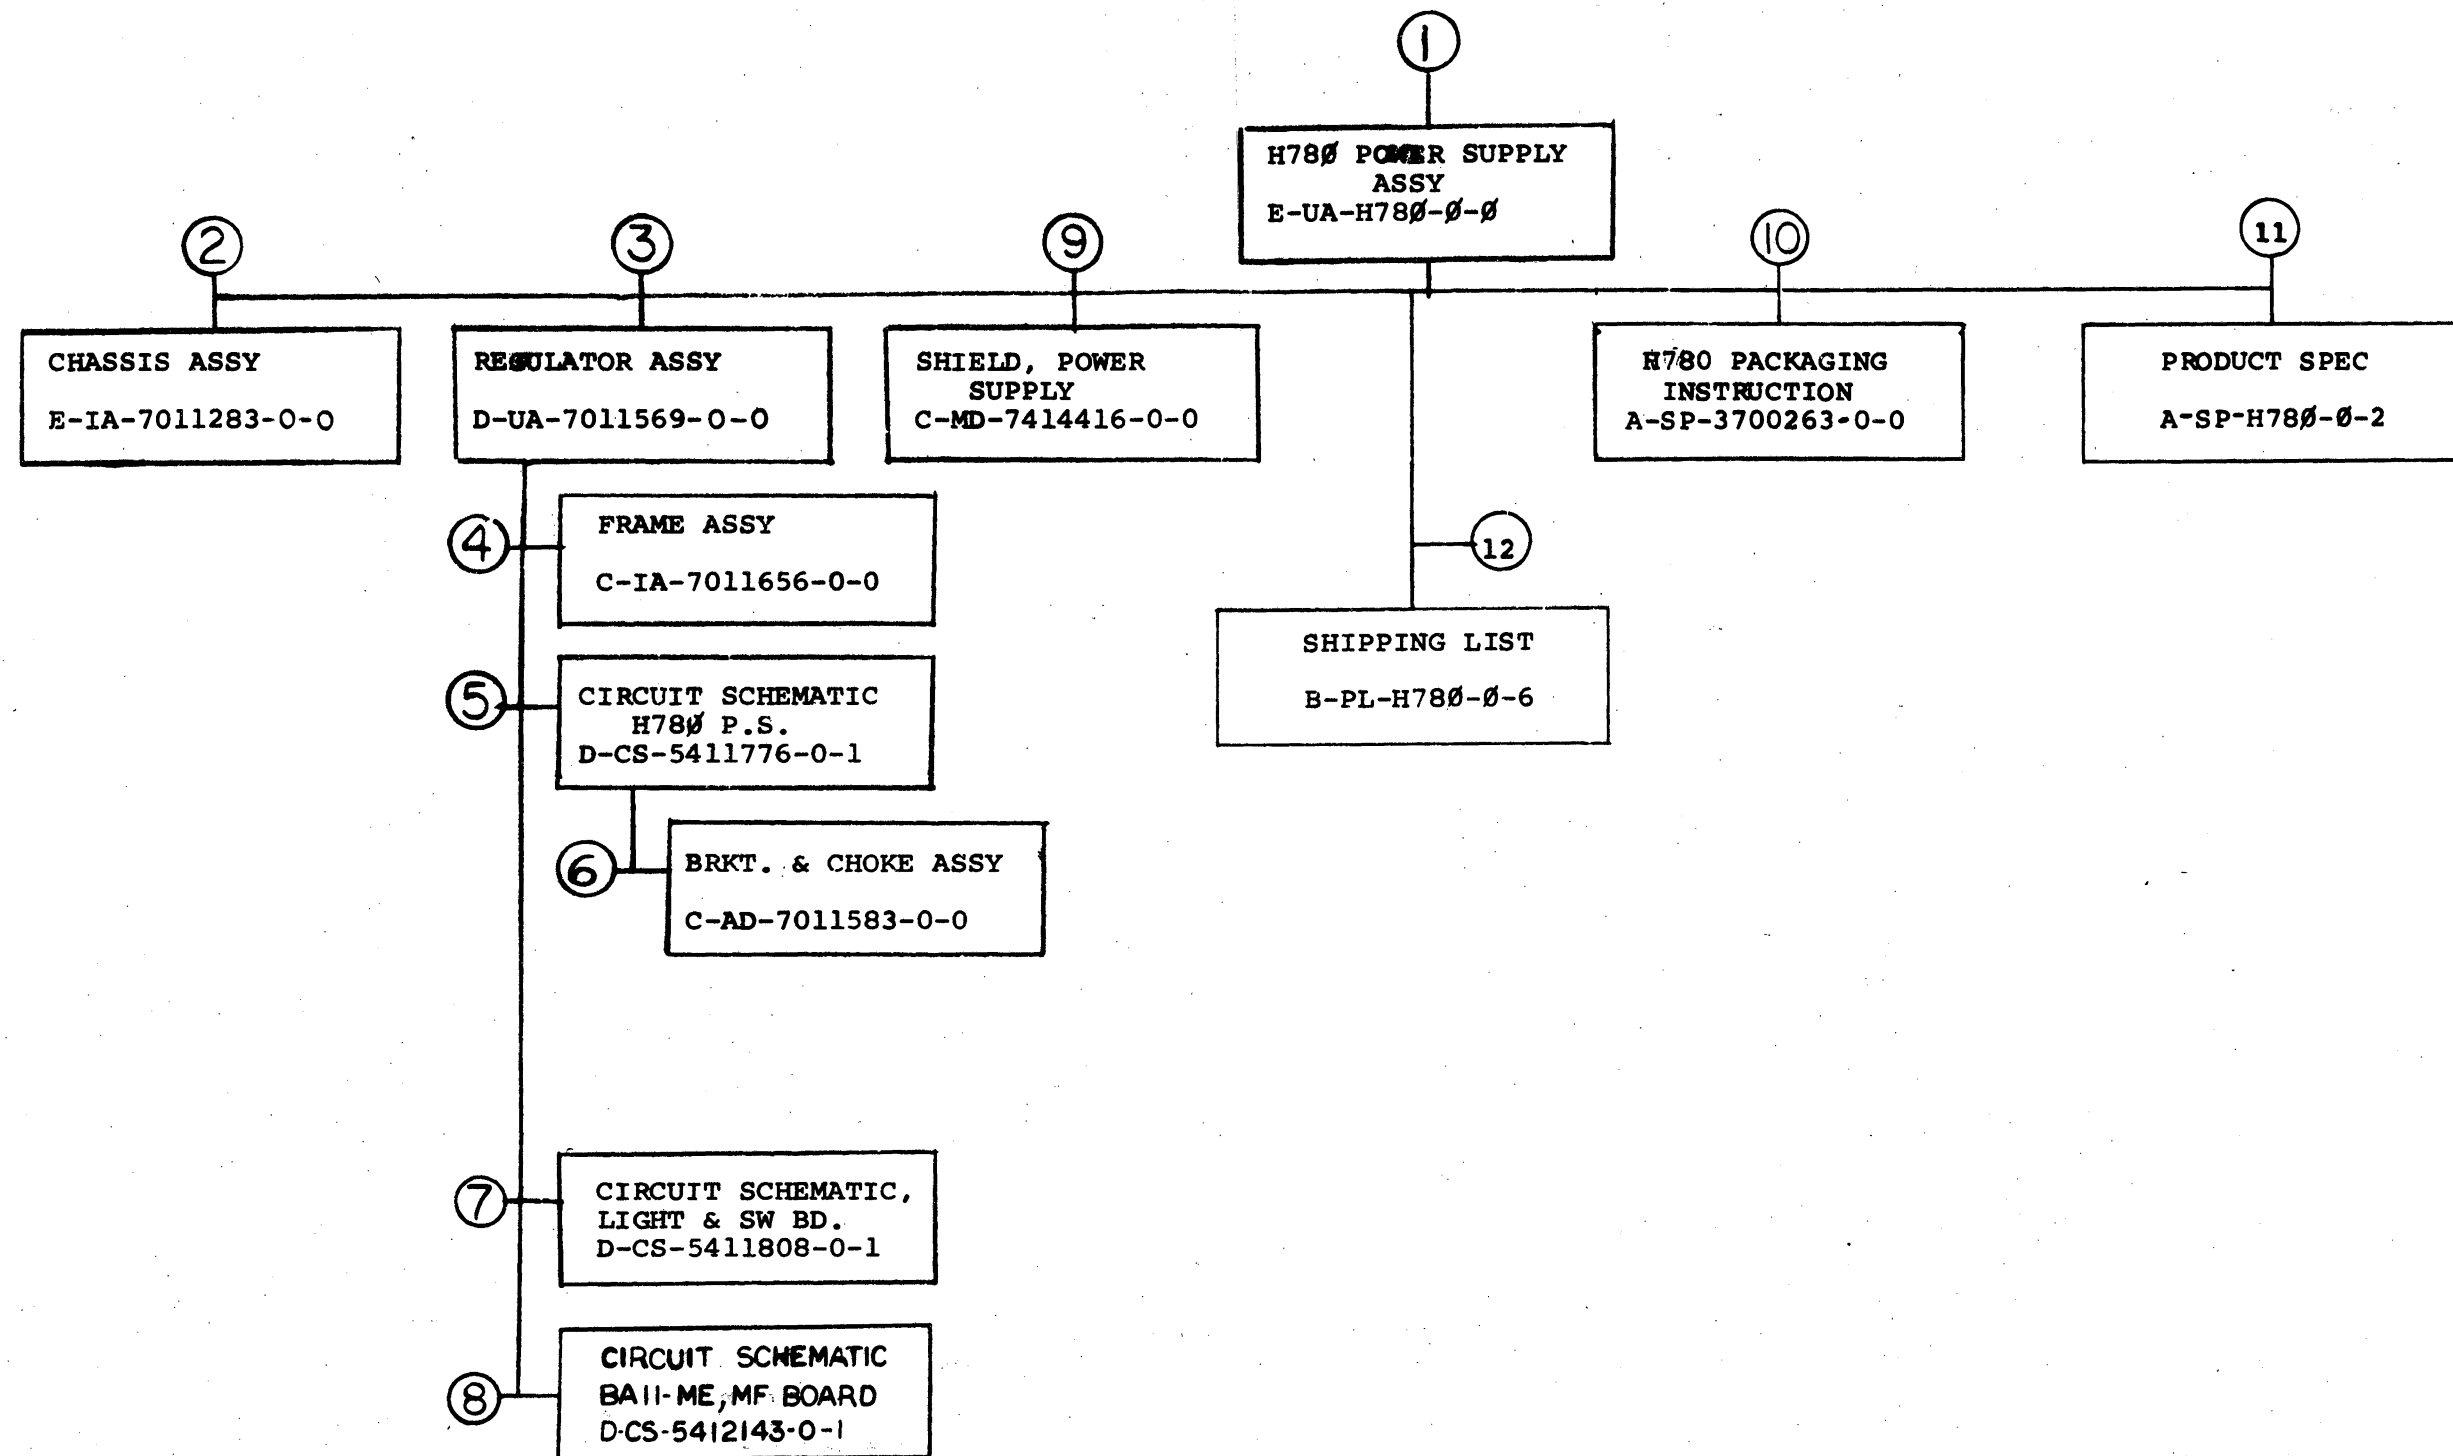 1
H78Ø POWER SUPPLY
ASSY
E-UA-H78Ø-Ø-Ø
2
CHASSIS ASSY
E-IA-7011283-0-0
3
REGULATOR ASSY
D-UA-7011569-0-0
4
FRAME ASSY
C-IA-7011656-0-0
5
CIRCUIT SCHEMATIC
H78Ø P.S.
D-CS-5411776-0-1
6
BRKT. & CHOKE ASSY
C-AD-7011583-0-0
7
CIRCUIT SCHEMATIC,
LIGHT & SW BD.
D-CS-5411808-0-1
8
CIRCUIT SCHEMATIC
BA11-ME, MF BOARD
D-CS-5412143-0-1
9
SHIELD, POWER
SUPPLY
C-MD-7414416-0-0
10
H780 PACKAGING
INSTRUCTION
A-SP-3700263-0-0
11
PRODUCT SPEC
A-SP-H78Ø-Ø-2
12
SHIPPING LIST
B-PL-H78Ø-Ø-6